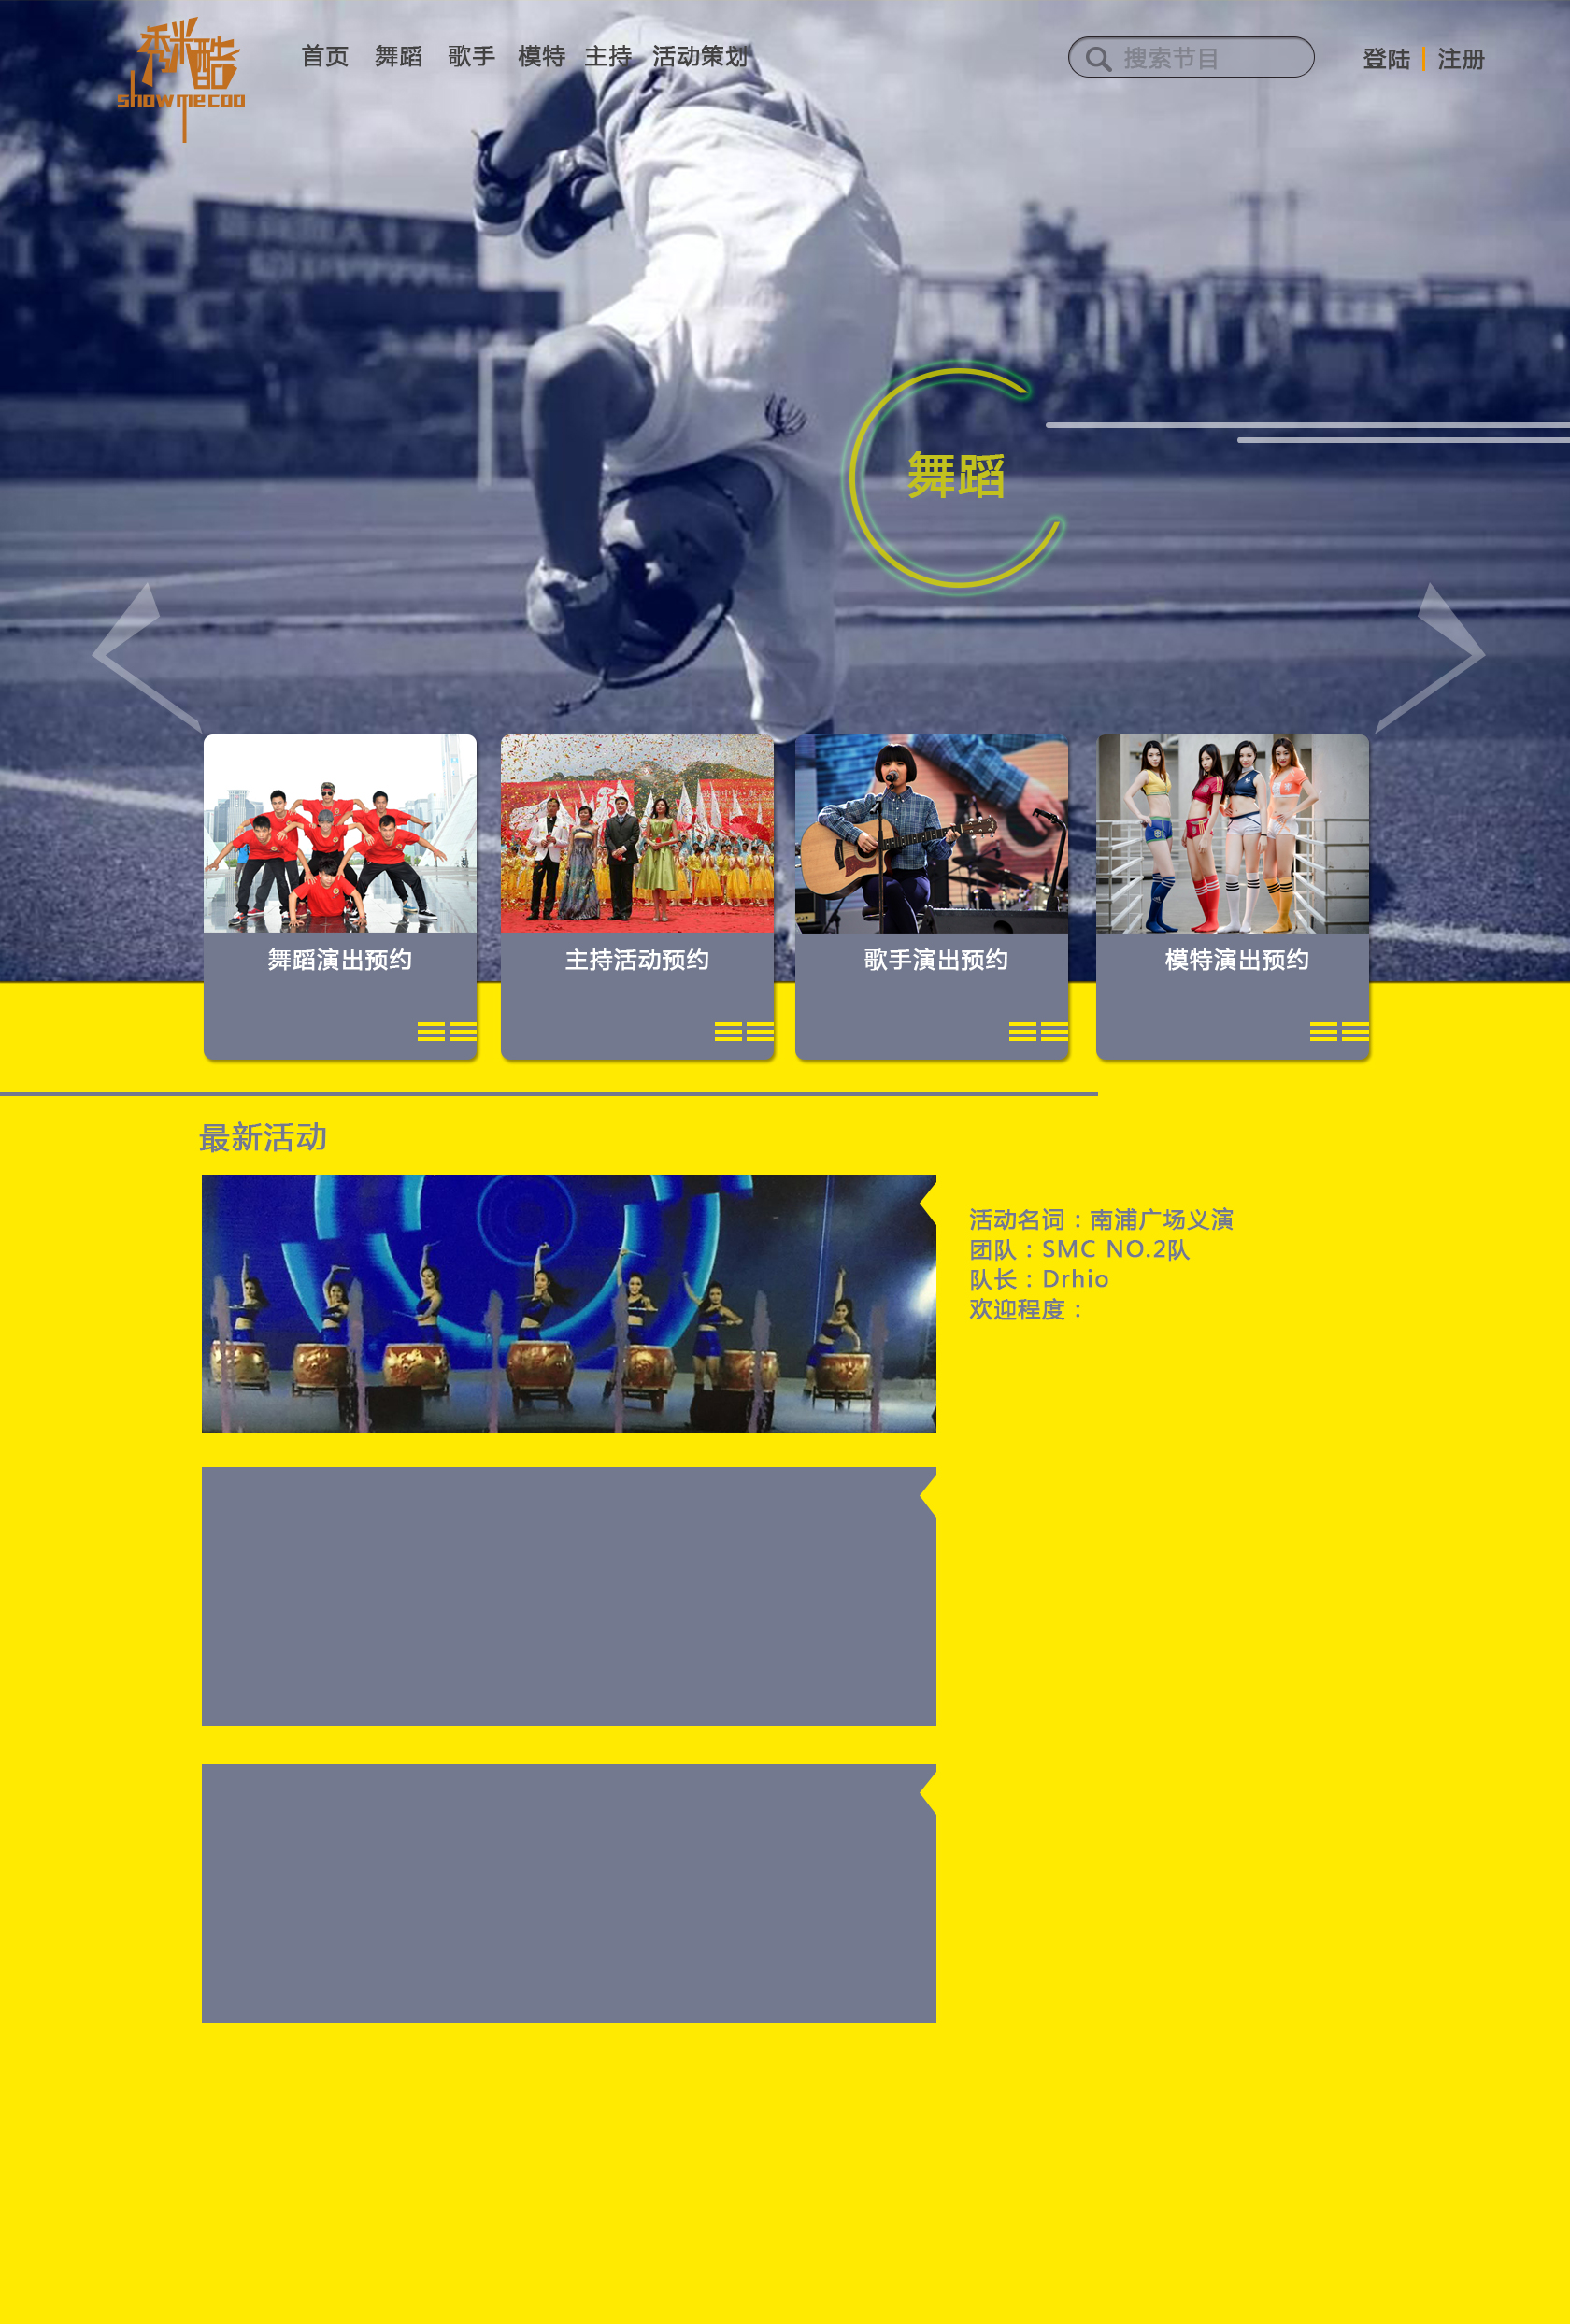 秀米酷
showmecoo
首页 舞蹈 歌手 模特 主持 活动策划
搜索节目
登陆 注册
舞蹈
舞蹈演出预约
主持活动预约
歌手演出预约
模特演出预约
最新活动
活动名词：南浦广场义演
团队：SMC NO.2队
队长：Drhio
欢迎程度：